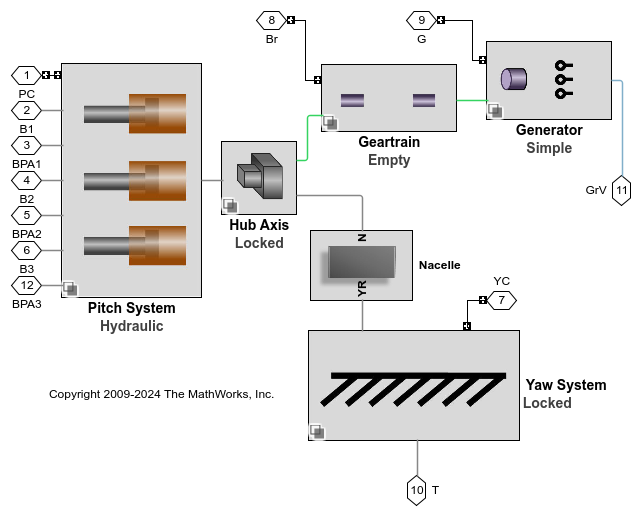 8
Br
9
G
1
PC
2
B1
3
BPA1
4
B2
5
BPA2
6
B3
12
BPA3
Pitch System
Hydraulic
Hub Axis
Locked
Geartrain
Empty
Generator
Simple
GrV
11
N
YR
Nacelle
YC
7
Yaw System
Locked
10
T
Copyright 2009-2024 The MathWorks, Inc.